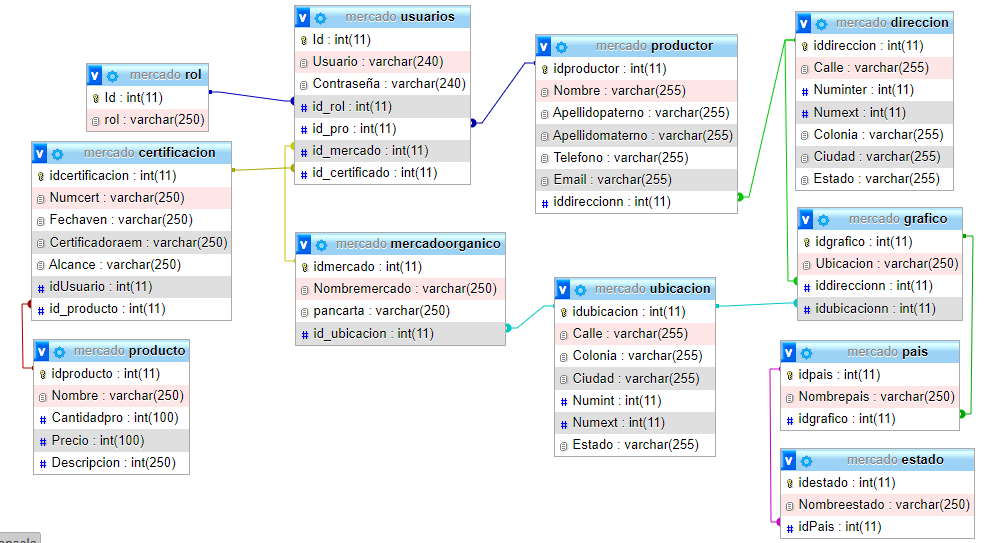 mercado rol
Id : int(11)
rol : varchar(250)
mercado usuarios
Id : int(11)
Usuario : varchar(240)
Contraseña : varchar(240)
id_rol : int(11)
id_pro : int(11)
id_mercado : int(11)
id_certificado : int(11)
mercado productor
idproductor : int(11)
Nombre : varchar(255)
Apellidopaterno : varchar(255)
Apellidomaterno : varchar(255)
Telefono : varchar(255)
Email : varchar(255)
iddireccionn : int(11)
mercado direccion
iddireccion : int(11)
Calle : varchar(255)
Numinter : int(11)
Numext : int(11)
Colonia : varchar(255)
Ciudad : varchar(255)
Estado : varchar(255)
mercado certificacion
idcertificacion : int(11)
Numcert : varchar(250)
Fechaven : varchar(250)
Certificadoraem : varchar(250)
Alcance : varchar(250)
idUsuario : int(11)
id_producto : int(11)
mercado mercadoorganico
idmercado : int(11)
Nombremercado : varchar(250)
pancarta : varchar(250)
id_ubicacion : int(11)
mercado ubicacion
idubicacion : int(11)
Calle : varchar(255)
Colonia : varchar(255)
Ciudad : varchar(255)
Numint : int(11)
Numext : int(11)
Estado : varchar(255)
mercado grafico
idgrafico : int(11)
Ubicacion : varchar(250)
iddireccionn : int(11)
idubicacionn : int(11)
mercado producto
idproducto : int(11)
Nombre : varchar(250)
Cantidadpro : int(100)
Precio : int(100)
Descripcion : int(250)
mercado pais
idpais : int(11)
Nombrepais : varchar(250)
idgrafico : int(11)
mercado estado
idestado : int(11)
Nombreestado : varchar(250)
idPais : int(11)